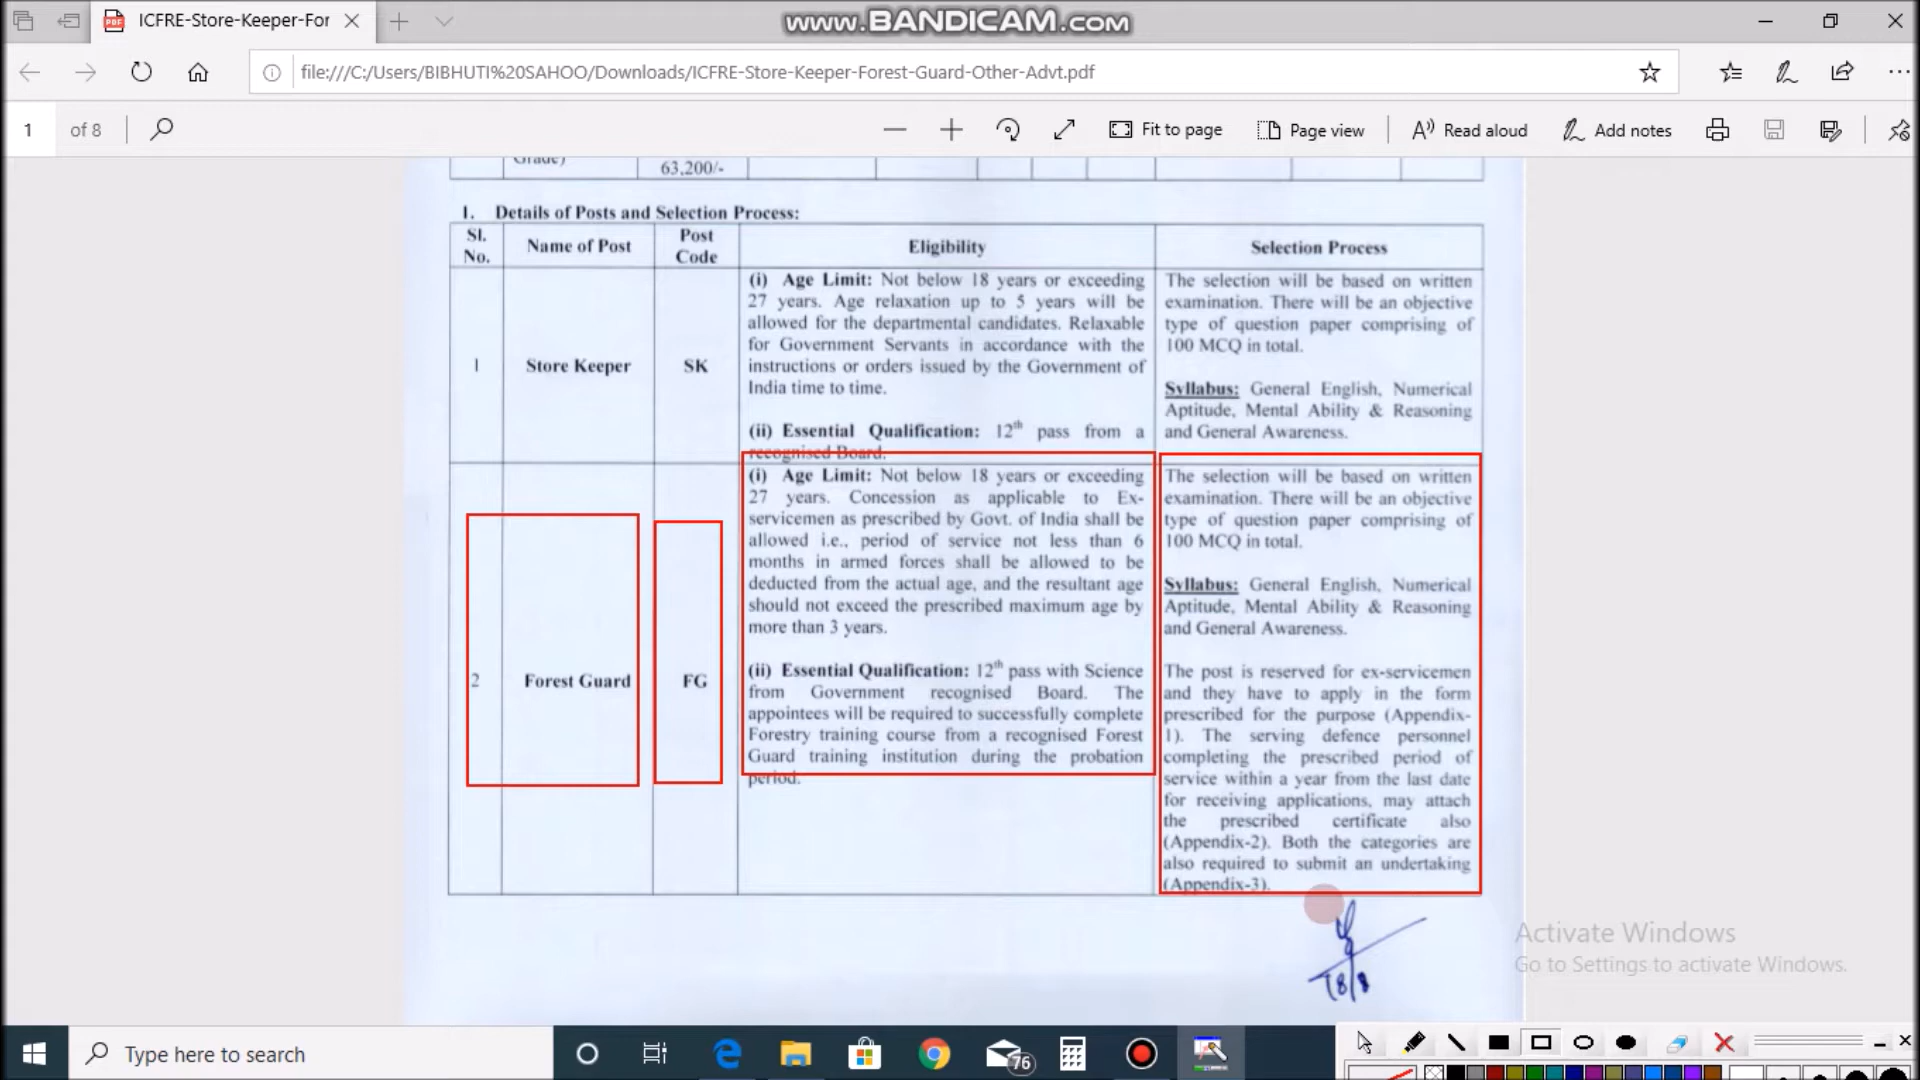 ICFRE-Store-Keeper-For
www.BANDICAM.com
file:///C:/Users/BIBHUTI%20SAHOO/Downloads/ICFRE-Store-Keeper-Forest-Guard-Other-Advt.pdf
1 of 8
Fit to page
Page view
Read aloud
Add notes
Grade)
63,200/-
1. Details of Posts and Selection Process:
Sl. No.
Name of Post
Post Code
Eligibility
Selection Process
1
Store Keeper
SK
(i) Age Limit: Not below 18 years or exceeding
27 years. Age relaxation up to 5 years will be
allowed for the departmental candidates. Relaxable
for Government Servants in accordance with the
instructions or orders issued by the Government of
India time to time.
(ii) Essential Qualification: 12th pass from a
recognised Board.
The selection will be based on written
examination. There will be an objective
type of question paper comprising of
100 MCQ in total.
Syllabus: General English, Numerical
Aptitude, Mental Ability & Reasoning
and General Awareness.
2
Forest Guard
FG
(i) Age Limit: Not below 18 years or exceeding
27 years. Concession as applicable to Ex-
servicemen as prescribed by Govt. of India shall be
allowed i.e., period of service not less than 6
months in armed forces shall be allowed to be
deducted from the actual age, and the resultant age
should not exceed the prescribed maximum age by
more than 3 years.
(ii) Essential Qualification: 12th pass with Science
from Government recognised Board. The
appointees will be required to successfully complete
Forestry training course from a recognised Forest
Guard training institution during the probation
period.
The selection will be based on written
examination. There will be an objective
type of question paper comprising of
100 MCQ in total.
Syllabus: General English, Numerical
Aptitude, Mental Ability & Reasoning
and General Awareness.
The post is reserved for ex-servicemen
and they have to apply in the form
prescribed for the purpose (Appendix-
1). The serving defence personnel
completing the prescribed period of
service within a year from the last date
for receiving applications, may attach
the prescribed certificate also
(Appendix-2). Both the categories are
also required to submit an undertaking
(Appendix-3).
Activate Windows
Go to Settings to activate Windows.
Type here to search
76